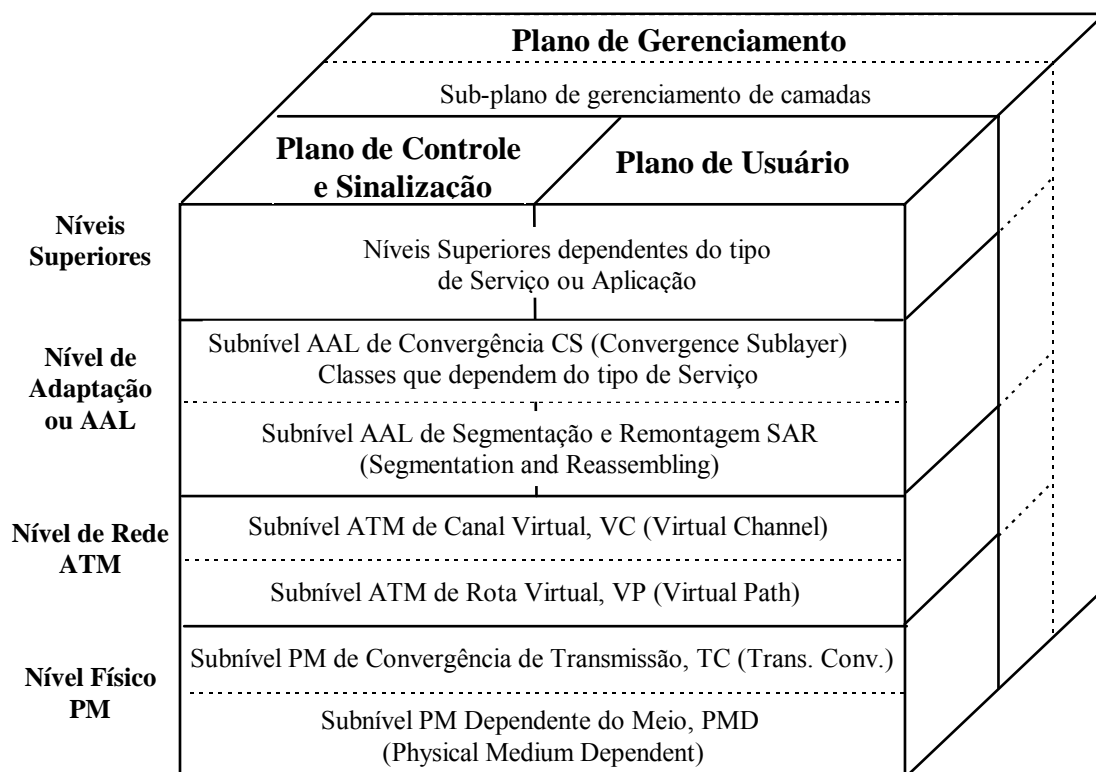 Plano de Gerenciamento
Sub-plano de gerenciamento de camadas
Plano de Controle
e Sinalização
Plano de Usuário
Níveis
Superiores
Níveis Superiores dependentes do tipo
de Serviço ou Aplicação
Nível de
Adaptação
ou AAL
Subnível AAL de Convergência CS (Convergence Sublayer)
Classes que dependem do tipo de Serviço
Subnível AAL de Segmentação e Remontagem SAR
(Segmentation and Reassembling)
Nível de Rede
ATM
Subnível ATM de Canal Virtual, VC (Virtual Channel)
Subnível ATM de Rota Virtual, VP (Virtual Path)
Nível Físico
PM
Subnível PM de Convergência de Transmissão, TC (Trans. Conv.)
Subnível PM Dependente do Meio, PMD
(Physical Medium Dependent)